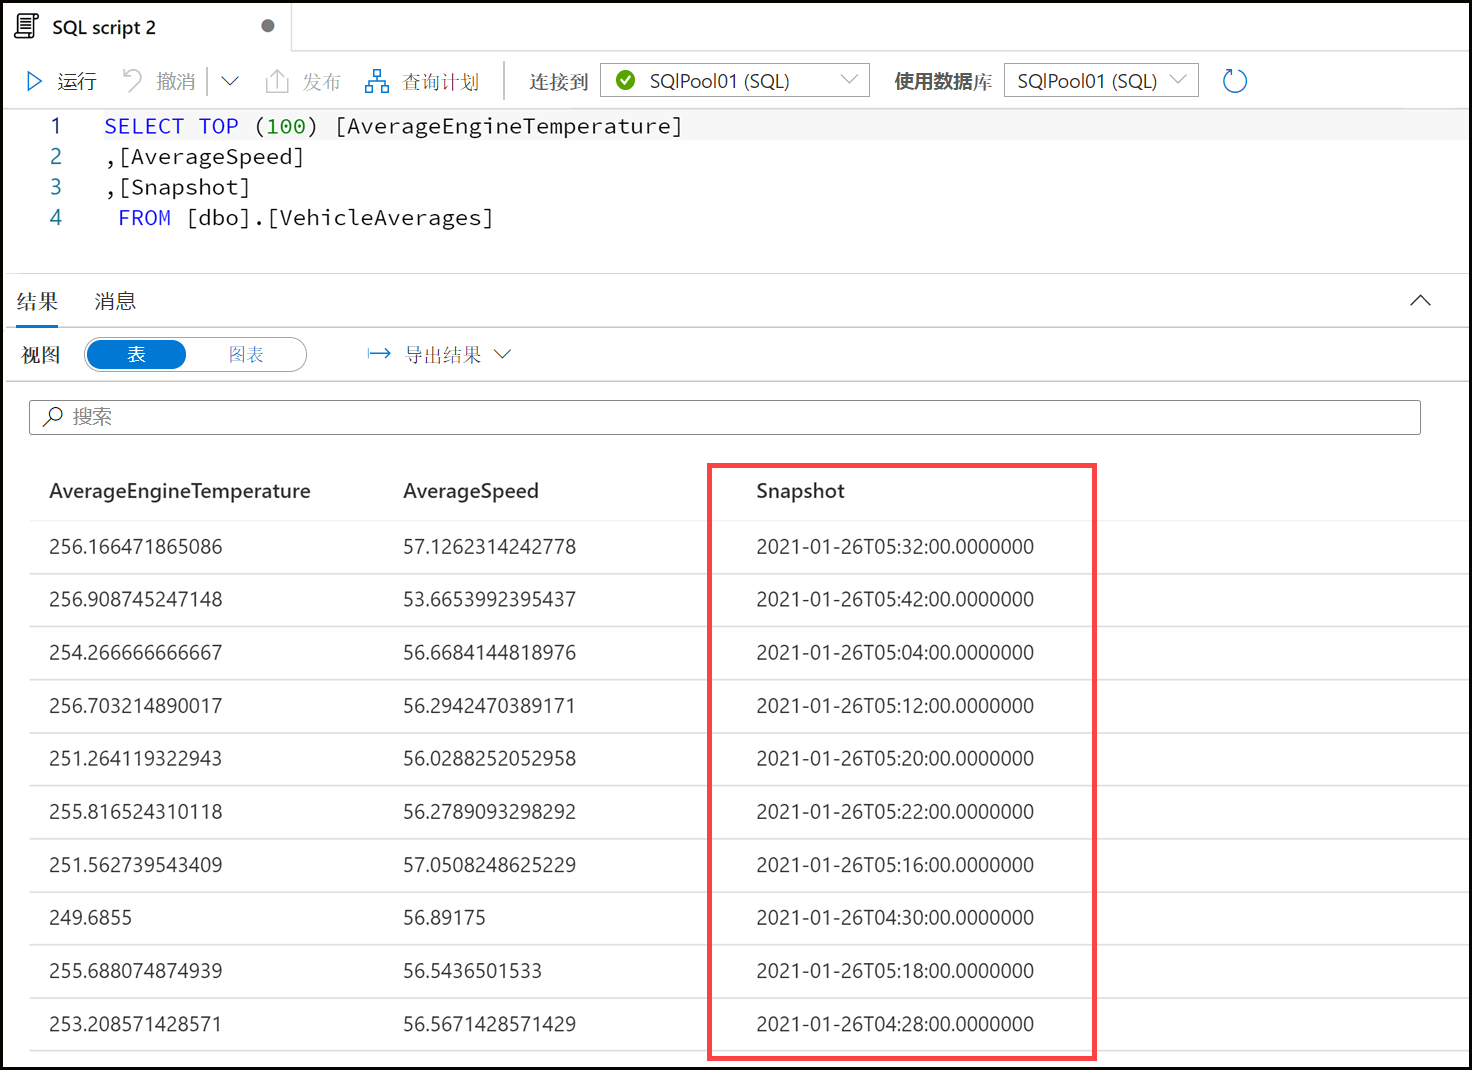 SQL script 2
运行 撤消 发布 查询计划 连接到 SQlPool01 (SQL) 使用数据库 SQlPool01 (SQL)
1 SELECT TOP (100) [AverageEngineTemperature]
2 ,[AverageSpeed]
3 ,[Snapshot]
4 FROM [dbo].[VehicleAverages]
结果 消息
视图 表 图表 导出结果
搜索
AverageEngineTemperature AverageSpeed Snapshot
256.166471865086 57.1262314242778 2021-01-26T05:32:00.0000000
256.908745247148 53.6653992395437 2021-01-26T05:42:00.0000000
254.266666666667 56.6684144818976 2021-01-26T05:04:00.0000000
256.703214890017 56.2942470389171 2021-01-26T05:12:00.0000000
251.264119322943 56.0288252052958 2021-01-26T05:20:00.0000000
255.816524310118 56.2789093298292 2021-01-26T05:22:00.0000000
251.562739543409 57.0508248625229 2021-01-26T05:16:00.0000000
249.6855 56.89175 2021-01-26T04:30:00.0000000
255.688074874939 56.5436501533 2021-01-26T05:18:00.0000000
253.208571428571 56.5671428571429 2021-01-26T04:28:00.0000000